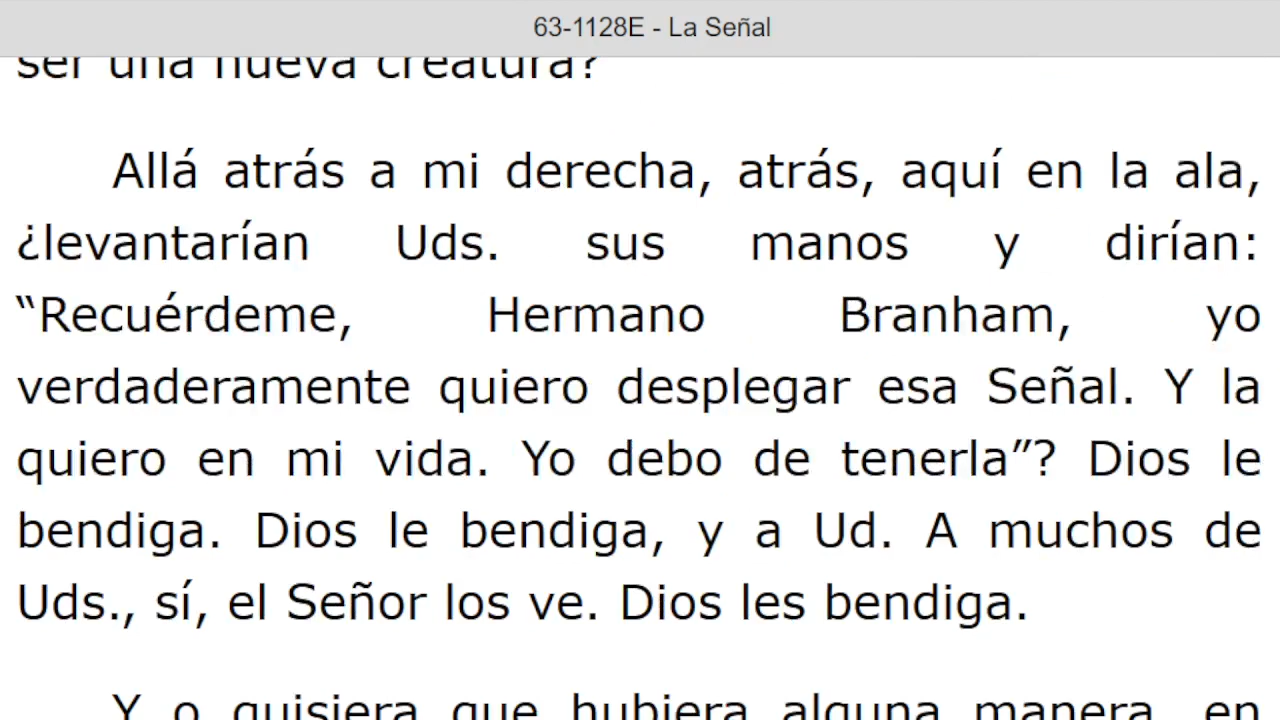 63-1128E - La Señal
ser una nueva creatura?
Allá atrás a mi derecha, atrás, aquí en la ala,
¿levantarían Uds. sus manos y dirían:
“Recuérdeme, Hermano Branham, yo
verdaderamente quiero desplegar esa Señal. Y la
quiero en mi vida. Yo debo de tenerla”? Dios le
bendiga. Dios le bendiga, y a Ud. A muchos de
Uds., sí, el Señor los ve. Dios les bendiga.
Y o quisiera que hubiera alguna manera, en